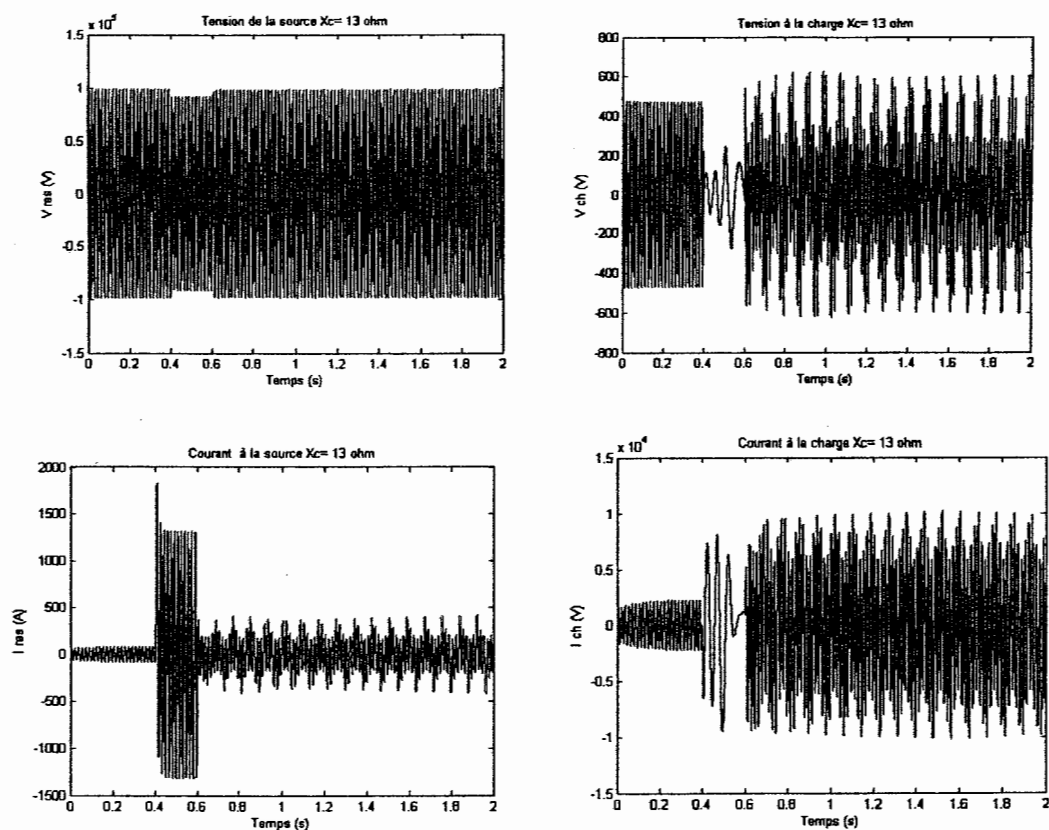 Tension de la source Xc= 13 ohm
x 10^5
1.5
1
0.5
0
-0.5
-1
-1.5
V res (V)
0 0.2 0.4 0.6 0.8 1 1.2 1.4 1.6 1.8 2
Temps (s)
Tension à la charge Xc= 13 ohm
800
600
400
200
0
-200
-400
-600
-800
V ch (V)
0 0.2 0.4 0.6 0.8 1 1.2 1.4 1.6 1.8 2
Temps (s)
Courant à la source Xc= 13 ohm
2000
1500
1000
500
0
-500
-1000
-1500
I res (A)
0 0.2 0.4 0.6 0.8 1 1.2 1.4 1.6 1.8 2
Temps (s)
Courant à la charge Xc= 13 ohm
x 10^4
1.5
1
0.5
0
-0.5
-1
-1.5
I ch (V)
0 0.2 0.4 0.6 0.8 1 1.2 1.4 1.6 1.8 2
Temps (s)